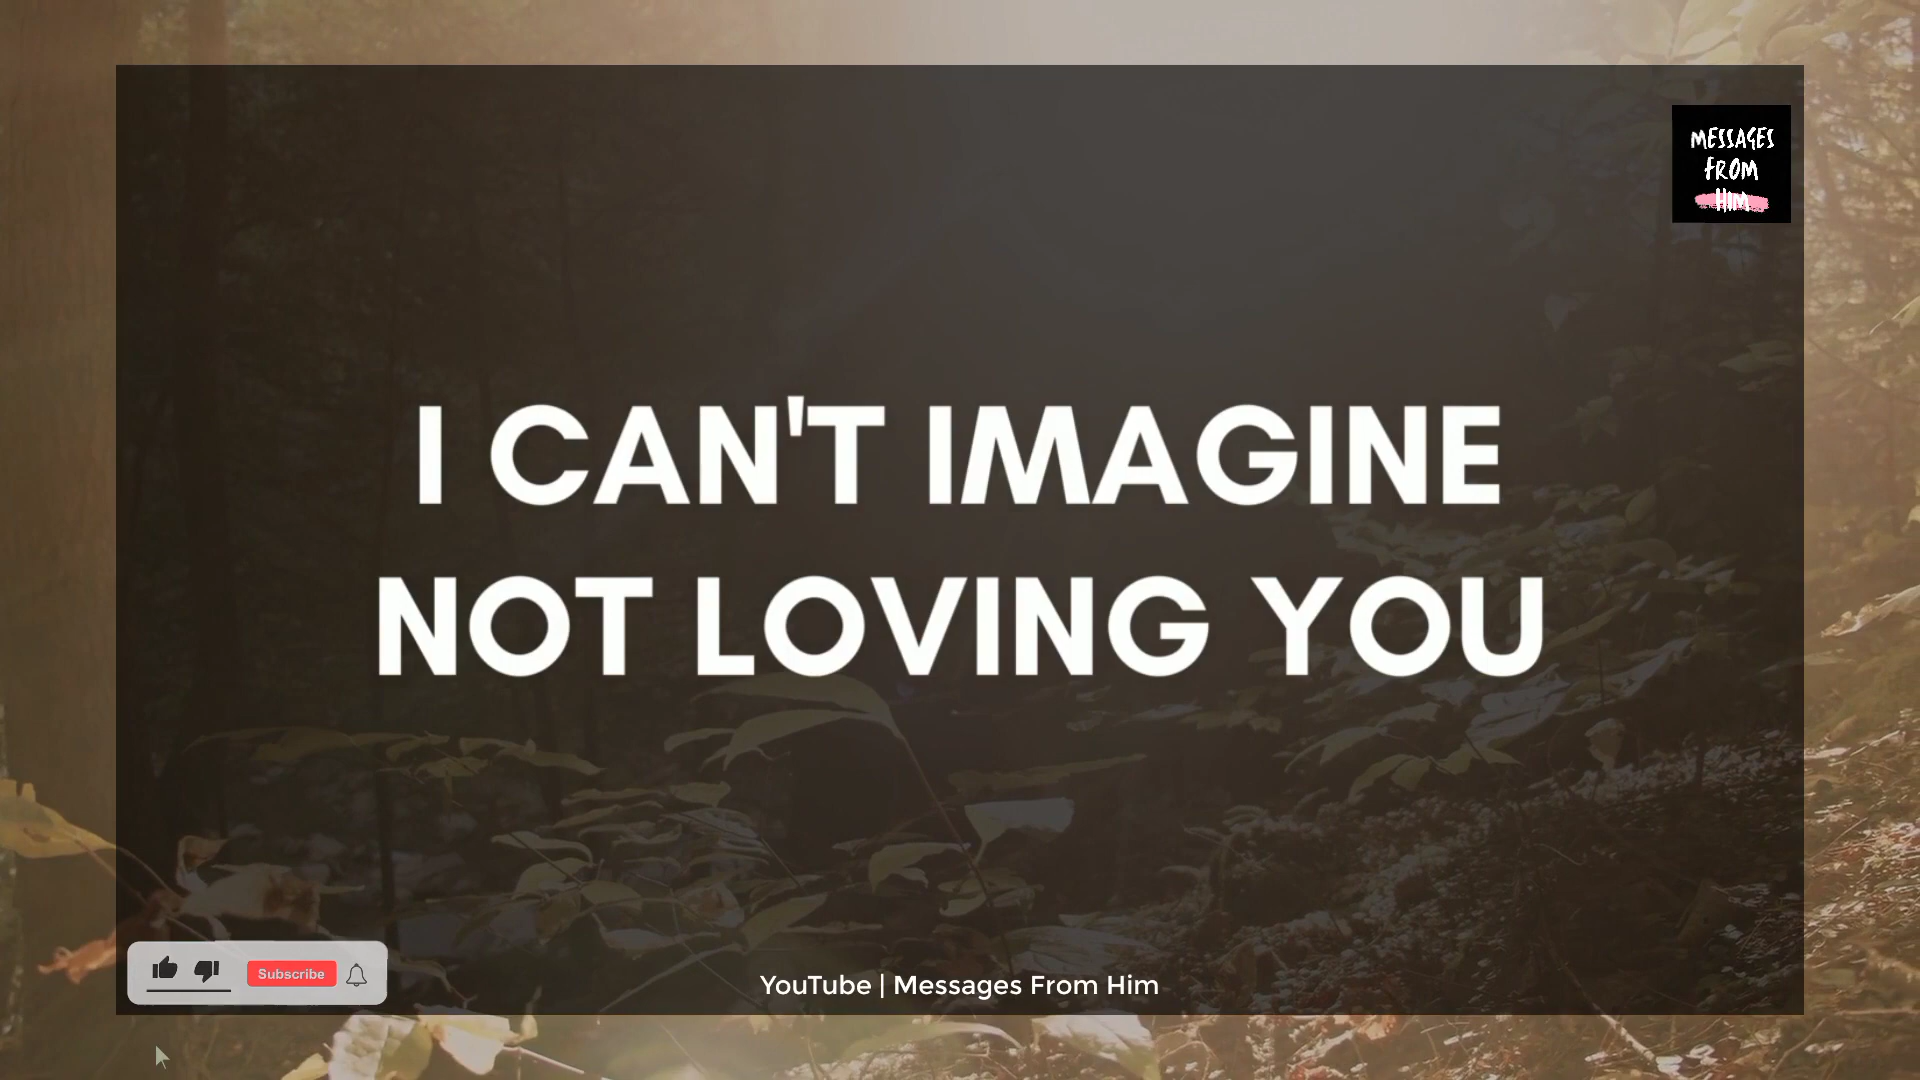 MESSAGES
FROM
HIM
I CAN'T IMAGINE
NOT LOVING YOU
Subscribe
YouTube | Messages From Him